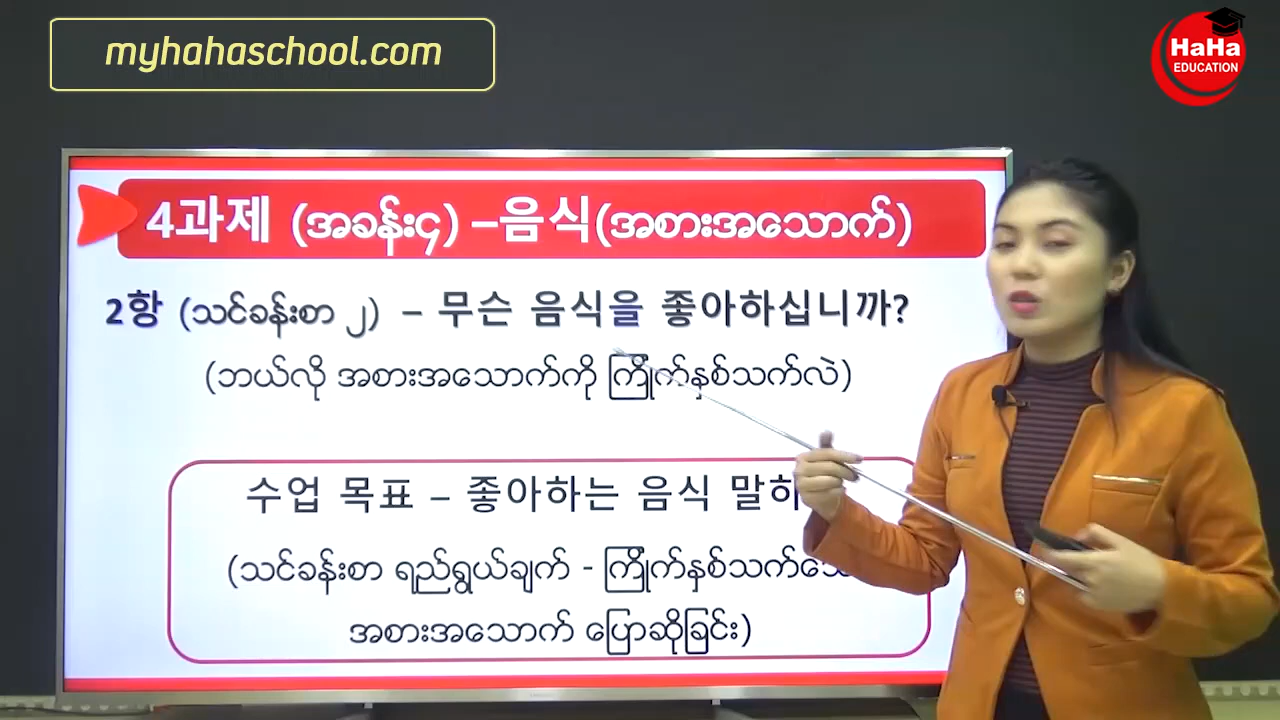 myhahaschool.com
HaHa
EDUCATION
4과제 (အခန်း၄) –음식(အစားအသောက်)
2항 (သင်ခန်းစာ ၂) – 무슨 음식을 좋아하십니까?
(ဘယ်လို အစားအသောက်ကို ကြိုက်နှစ်သက်လဲ)
수업 목표 – 좋아하는 음식 말하
(သင်ခန်းစာ ရည်ရွယ်ချက် - ကြိုက်နှစ်သက်သော
အစားအသောက် ပြောဆိုခြင်း)